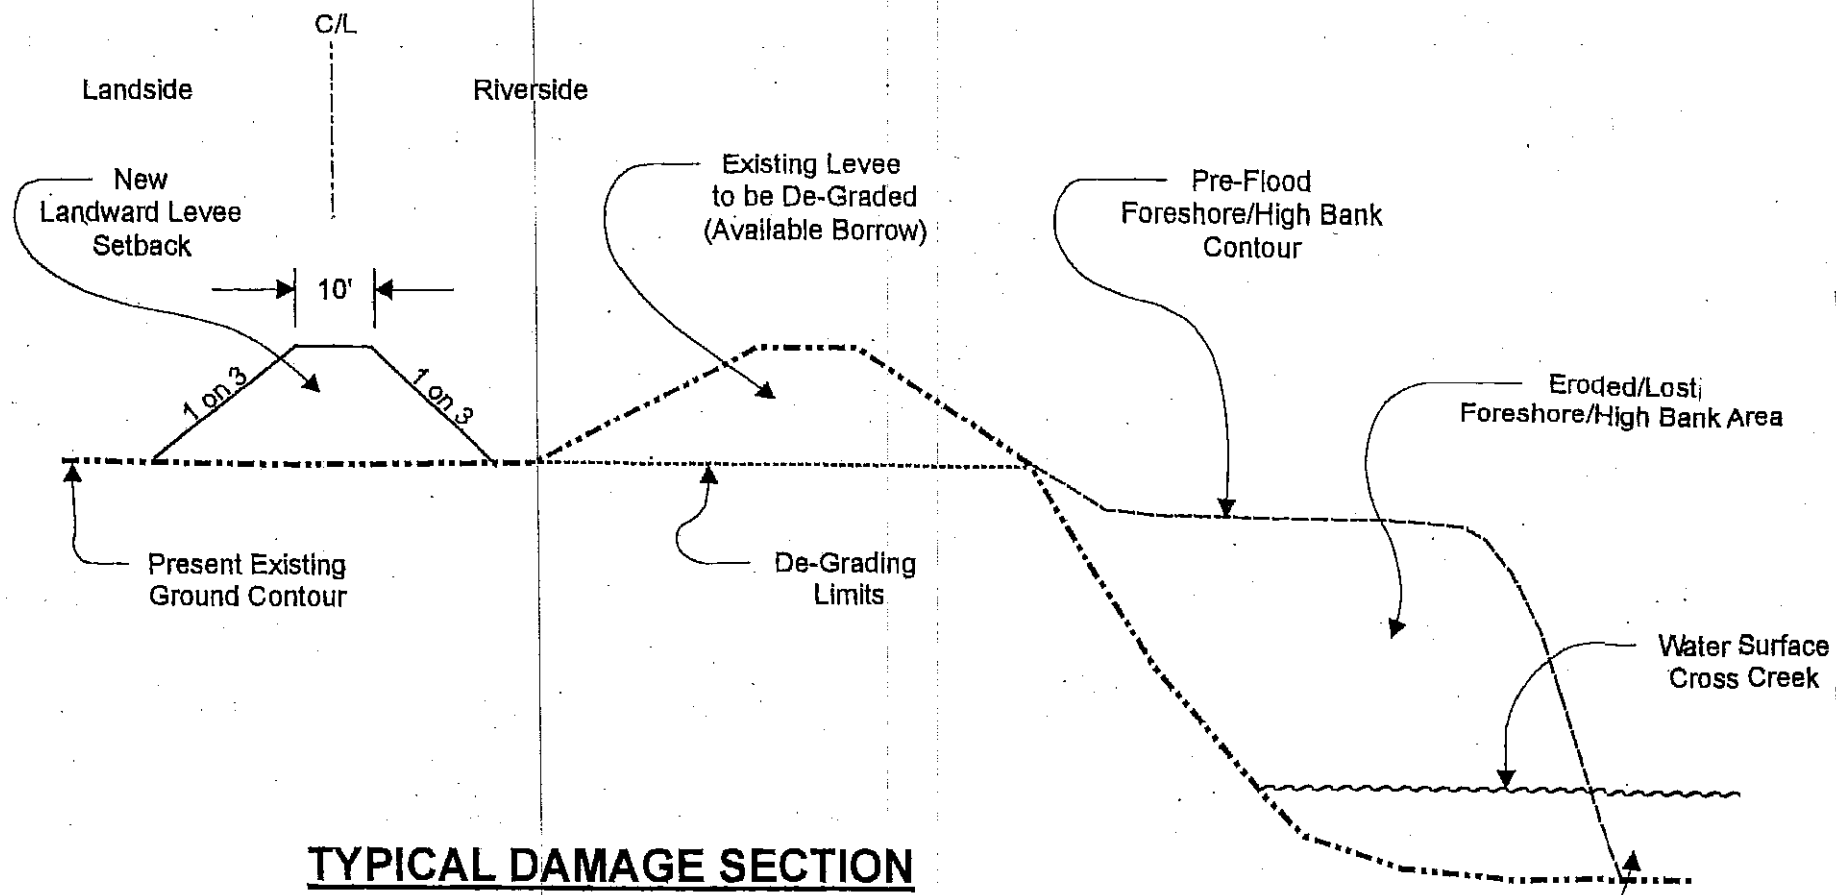 C/L
Landside
Riverside
New
Landward Levee
Setback
Existing Levee
to be De-Graded
(Available Borrow)
Pre-Flood
Foreshore/High Bank
Contour
10'
1 on 3
1 on 3
Eroded/Lost
Foreshore/High Bank Area
Present Existing
Ground Contour
De-Grading
Limits
Water Surface
Cross Creek
TYPICAL DAMAGE SECTION